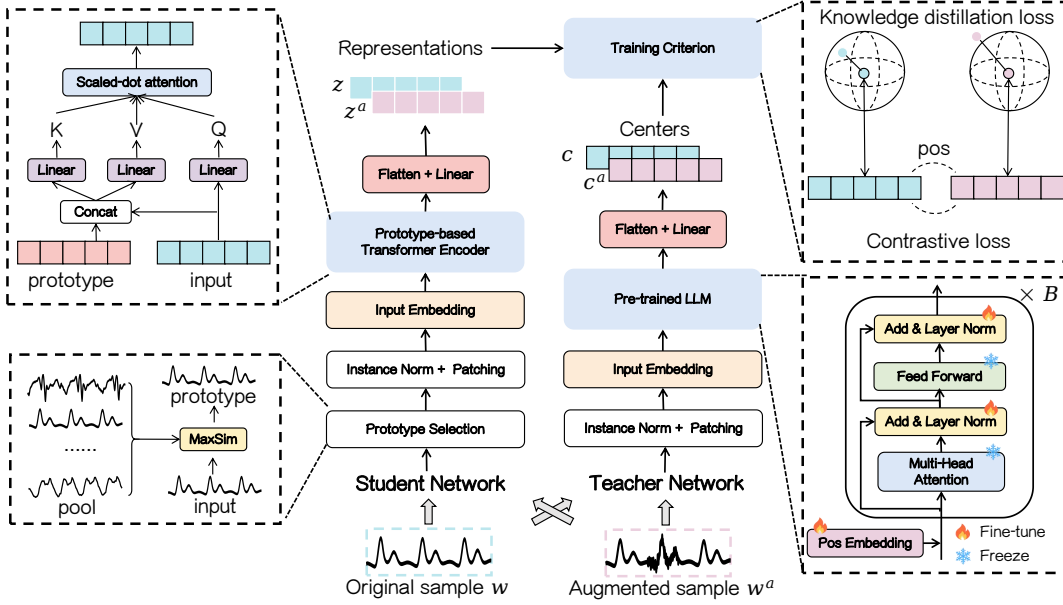 Scaled-dot attention
K
V
Q
Linear
Linear
Linear
Concat
prototype
input
pool
......
prototype
MaxSim
input
Representations
z
z^a
Flatten + Linear
Prototype-based
Transformer Encoder
Input Embedding
Instance Norm + Patching
Prototype Selection
Student Network
Original sample w
Training Criterion
Centers
c
c^a
Flatten + Linear
Pre-trained LLM
Input Embedding
Instance Norm + Patching
Teacher Network
Augmented sample w^a
Knowledge distillation loss
pos
Contrastive loss
× B
Add & Layer Norm
Feed Forward
Add & Layer Norm
Multi-Head
Attention
Pos Embedding
Fine-tune
Freeze